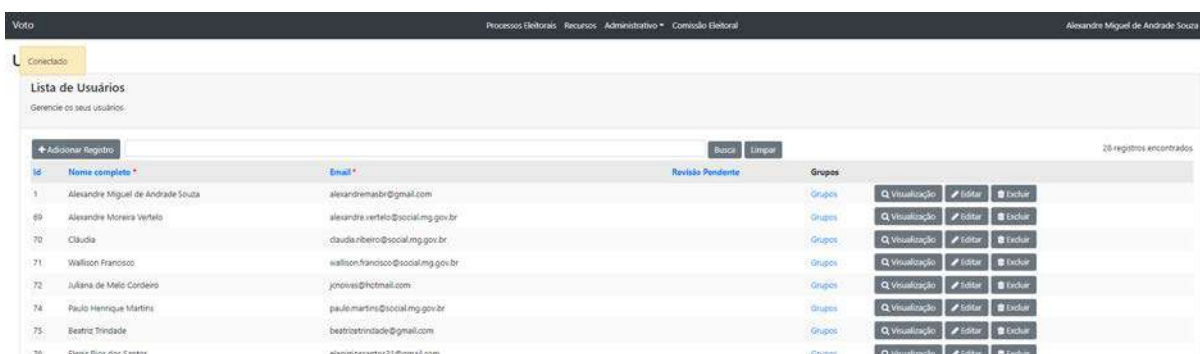 Voto Processos Eleitorais Recursos Administrativo Comissão Eleitoral Alexandre Miguel de Andrade Souza
U Conectado
Lista de Usuários
Gerencie os seus usuários
+ Adicionar Registro Busca Limpar 28 registros encontrados
Id Nome completo * Email * Revisão Pendente Grupos
1 Alexandre Miguel de Andrade Souza alexandremasbr@gmail.com Grupos Visualização Editar Excluir
69 Alexandre Moreira Vertelo alexandre.vertelo@social.mg.gov.br Grupos Visualização Editar Excluir
70 Cláudia claudia.ribeiro@social.mg.gov.br Grupos Visualização Editar Excluir
71 Wallison Francisco wallison.francisco@social.mg.gov.br Grupos Visualização Editar Excluir
72 Juliana de Melo Cordeiro jcnoivas@hotmail.com Grupos Visualização Editar Excluir
74 Paulo Henrique Martins paulo.martins@social.mg.gov.br Grupos Visualização Editar Excluir
75 Beatriz Trindade beatriztrindade@gmail.com Grupos Visualização Editar Excluir
Grupos Visualização Editar Excluir